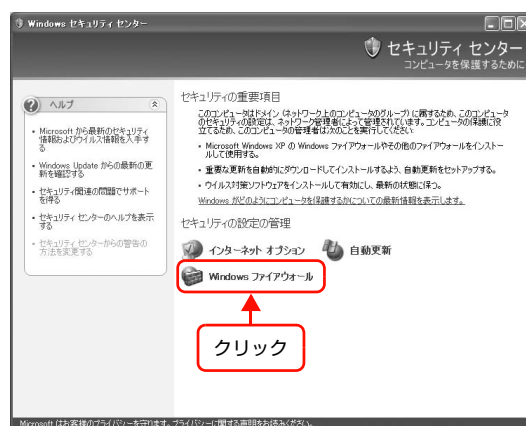 Windows セキュリティ センター
セキュリティ センター
コンピュータを保護するために
ヘルプ
• Microsoft から最新のセキュリティ
情報およびウイルス情報を入手す
る
• Windows Update からの最新の更
新を確認する
• セキュリティ関連の問題でサポート
を得る
• セキュリティ センターのヘルプを表示
する
• セキュリティ センターからの警告の
方法を変更する
セキュリティの重要項目
このコンピュータはドメイン (ネットワーク上のコンピュータのグループ) に属するため、このコンピュータ
のセキュリティの設定は、ネットワーク管理者によって管理されています。コンピュータの保護に役
立てるため、このコンピュータの管理者は次のことを実行してください:
• Microsoft Windows XP の Windows ファイアウォールやその他のファイアウォールをインストー
ルして使用する。
• 重要な更新を自動的にダウンロードしてインストールするよう、自動更新をセットアップする。
• ウイルス対策ソフトウェアをインストールして有効にし、最新の状態に保つ。
Windows がどのようにコンピュータを保護するかについての最新情報を表示します。
セキュリティの設定の管理
インターネット オプション
自動更新
Windows ファイアウォール
クリック
Microsoft はお客様のプライバシーを守ります。プライバシーに関する声明をお読みください。